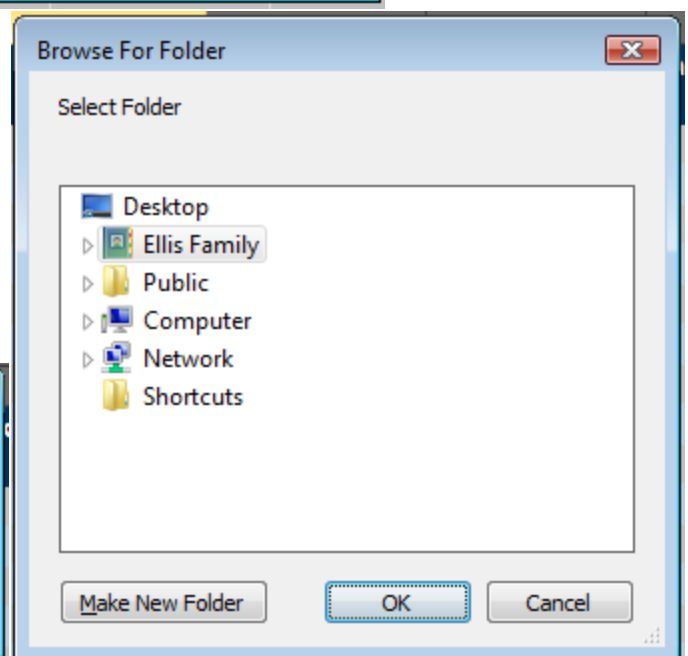 Browse For Folder
Select Folder
Desktop
Ellis Family
Public
Computer
Network
Shortcuts
Make New Folder
OK
Cancel